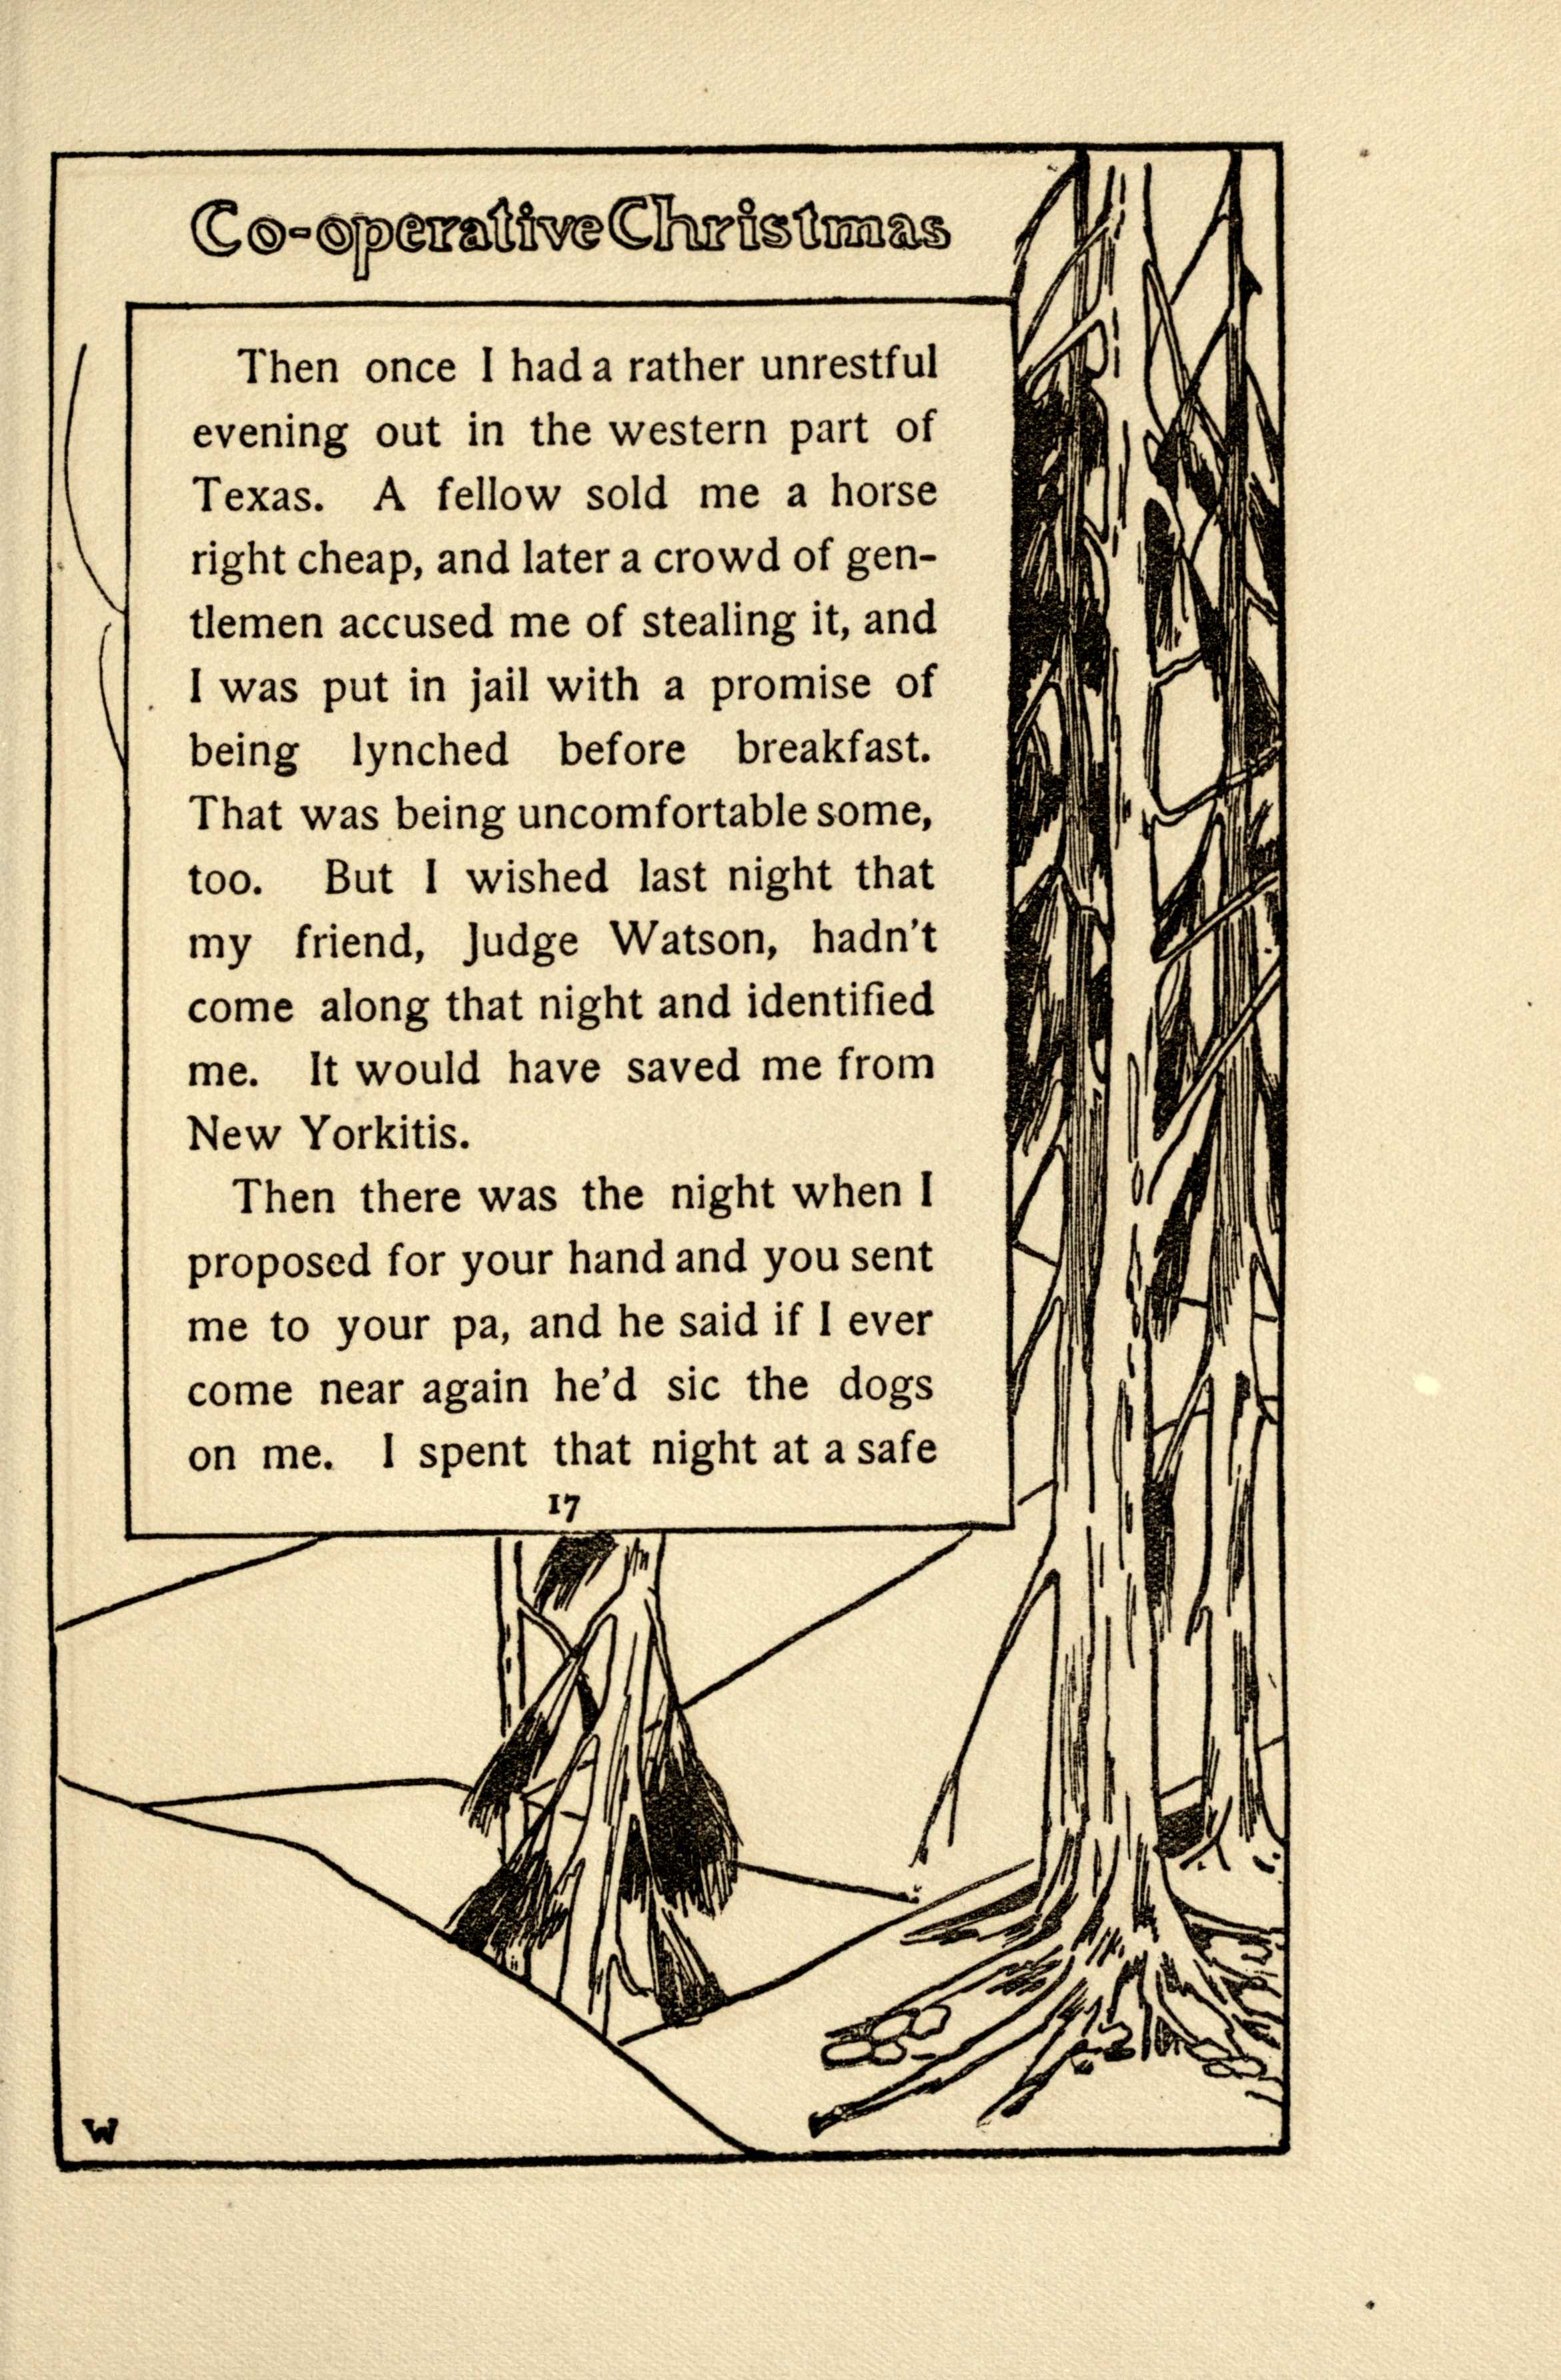 Co-operative Christmas
Then once I had a rather unrestful
evening out in the western part of
Texas. A fellow sold me a horse
right cheap, and later a crowd of gen-
tlemen accused me of stealing it, and
I was put in jail with a promise of
being lynched before breakfast.
That was being uncomfortable some,
too. But I wished last night that
my friend, Judge Watson, hadn't
come along that night and identified
me. It would have saved me from
New Yorkitis.
Then there was the night when I
proposed for your hand and you sent
me to your pa, and he said if I ever
come near again he'd sic the dogs
on me. I spent that night at a safe
17
W